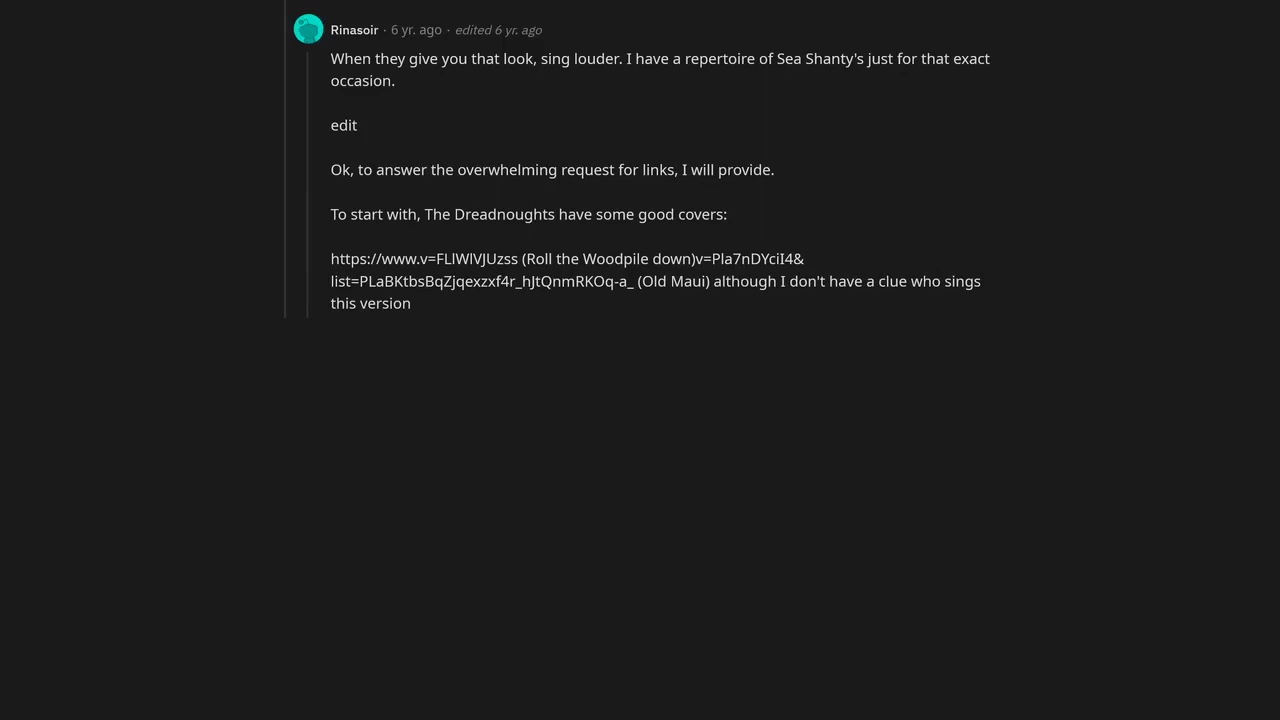 Rinasoir · 6 yr. ago · edited 6 yr. ago
When they give you that look, sing louder. I have a repertoire of Sea Shanty's just for that exact
occasion.
edit
Ok, to answer the overwhelming request for links, I will provide.
To start with, The Dreadnoughts have some good covers:
https://www.v=FLlWlVJUzss (Roll the Woodpile down)v=Pla7nDYciI4&
list=PLaBKtbsBqZjqexzxf4r_hJtQnmRKOq-a_ (Old Maui) although I don't have a clue who sings
this version